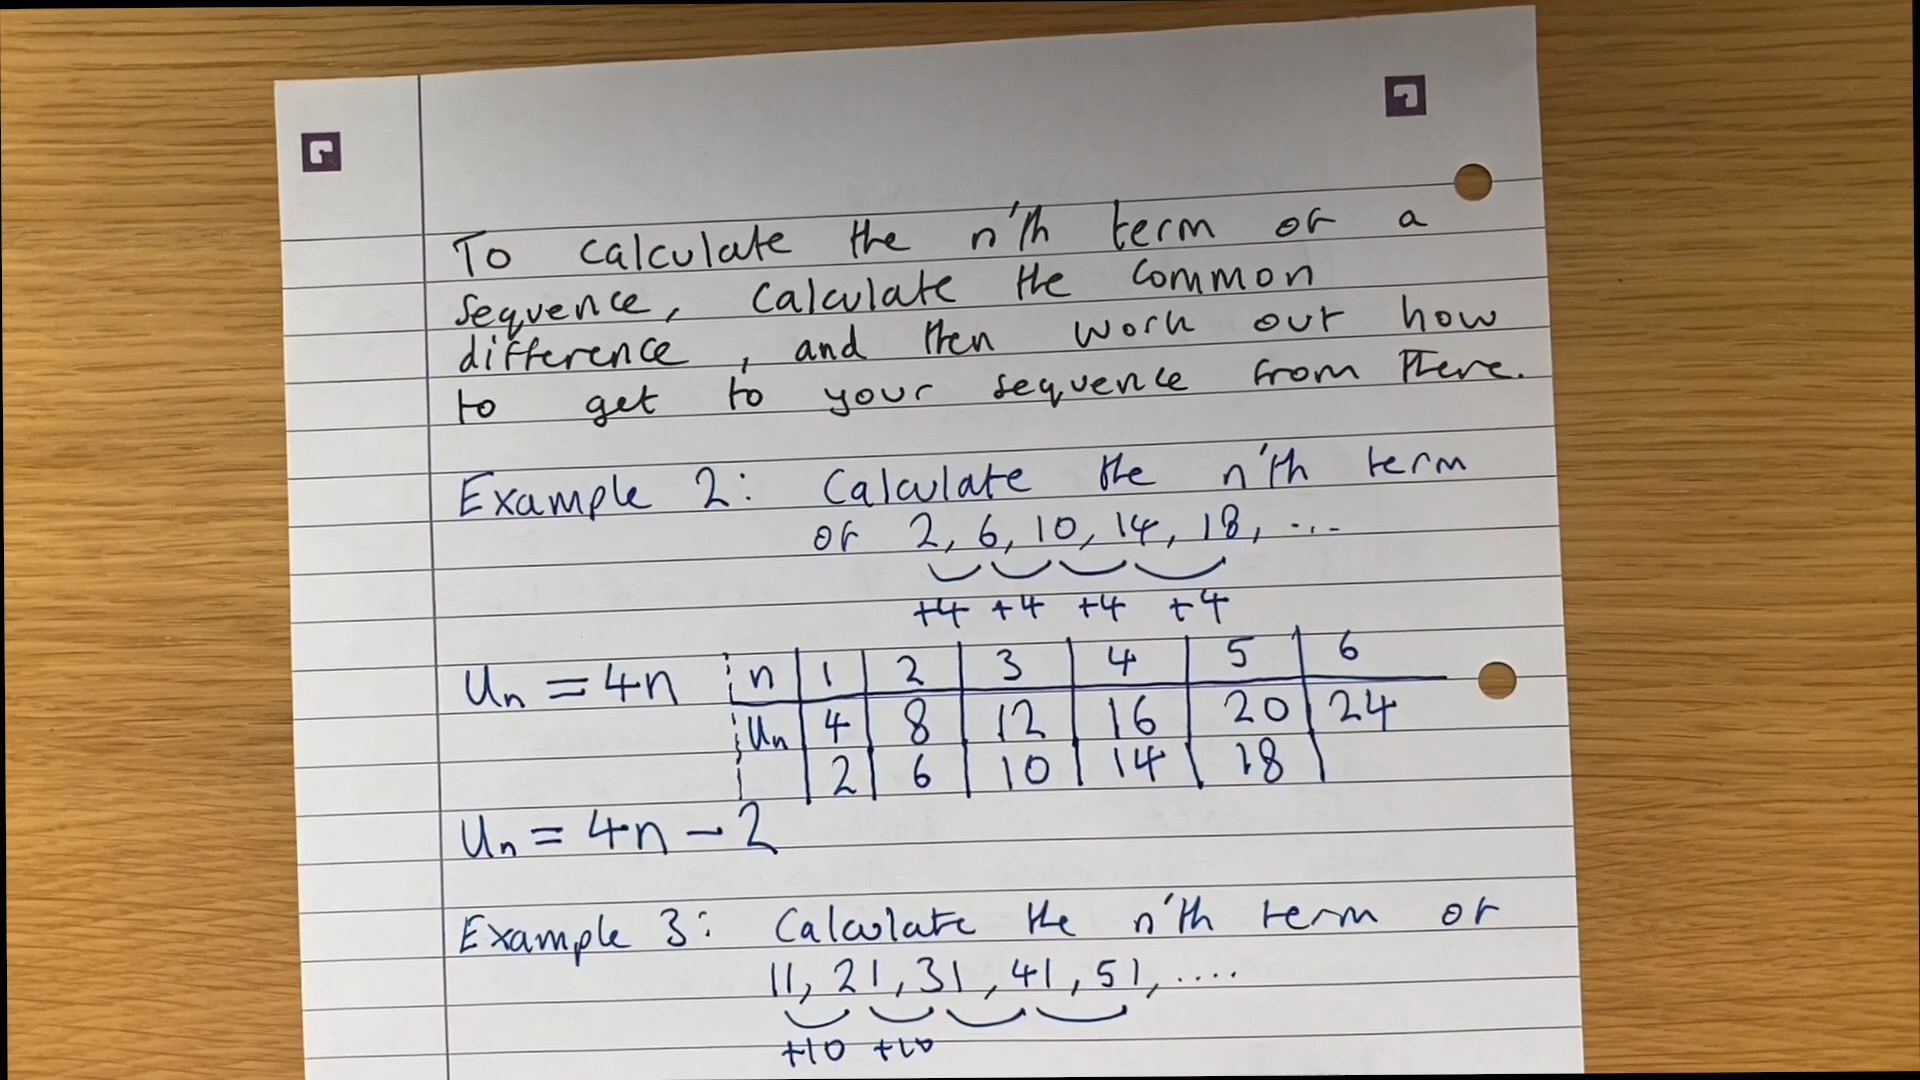 To calculate the n'th term of a
sequence, calculate the common
difference, and then work out how
to get to your sequence from there.
Example 2: Calculate the n'th term
of 2, 6, 10, 14, 18, ...
+4 +4 +4 +4
Un = 4n n 1 2 3 4 5 6
Un 4 8 12 16 20 24
2 6 10 14 18
Un = 4n - 2
Example 3: Calculate the n'th term of
11, 21, 31, 41, 51, ....
+10 +10